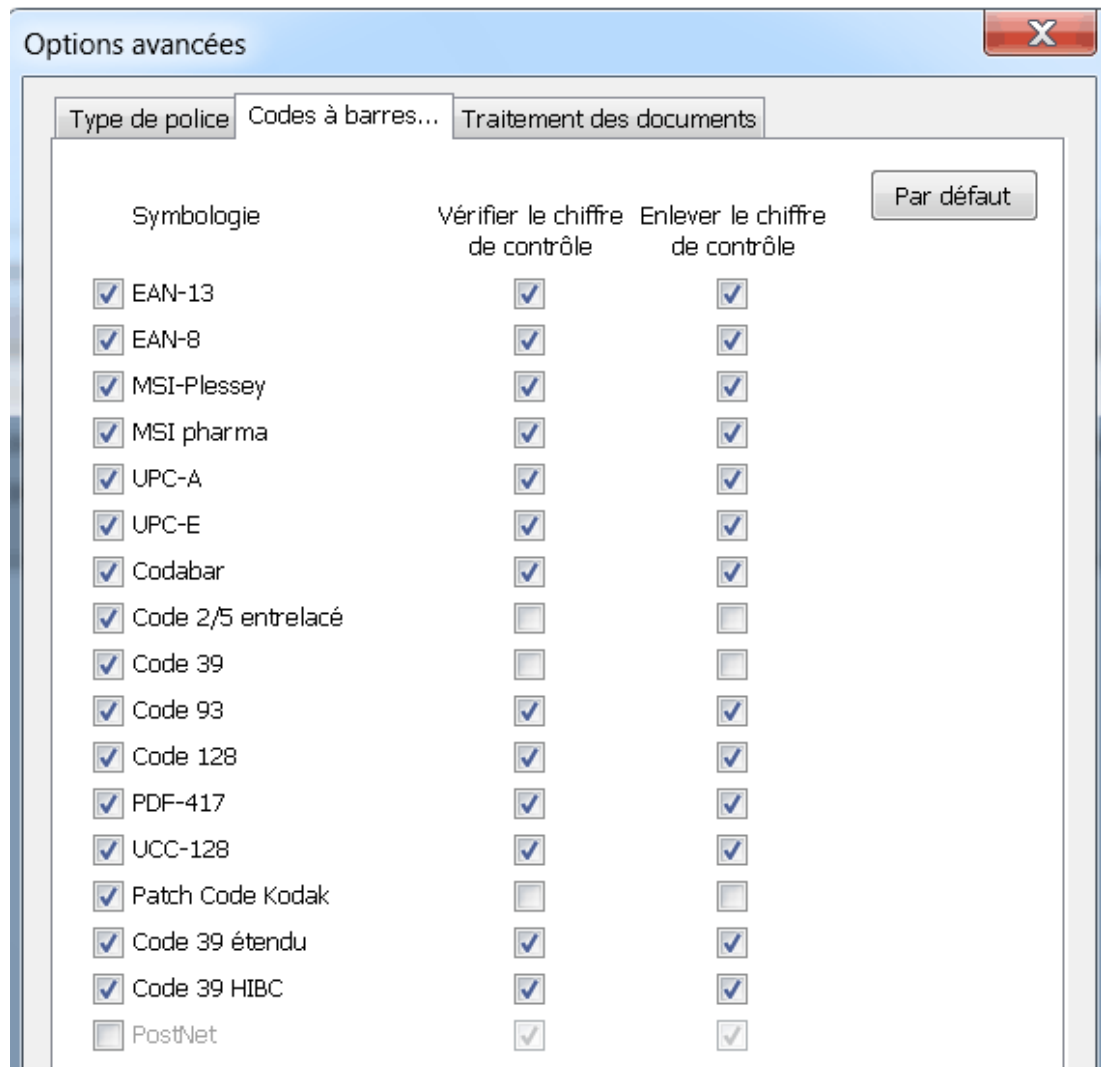 Options avancées
Type de police Codes à barres... Traitement des documents
Par défaut
Symbologie Vérifier le chiffre de contrôle Enlever le chiffre de contrôle
EAN-13
EAN-8
MSI-Plessey
MSI pharma
UPC-A
UPC-E
Codabar
Code 2/5 entrelacé
Code 39
Code 93
Code 128
PDF-417
UCC-128
Patch Code Kodak
Code 39 étendu
Code 39 HIBC
PostNet